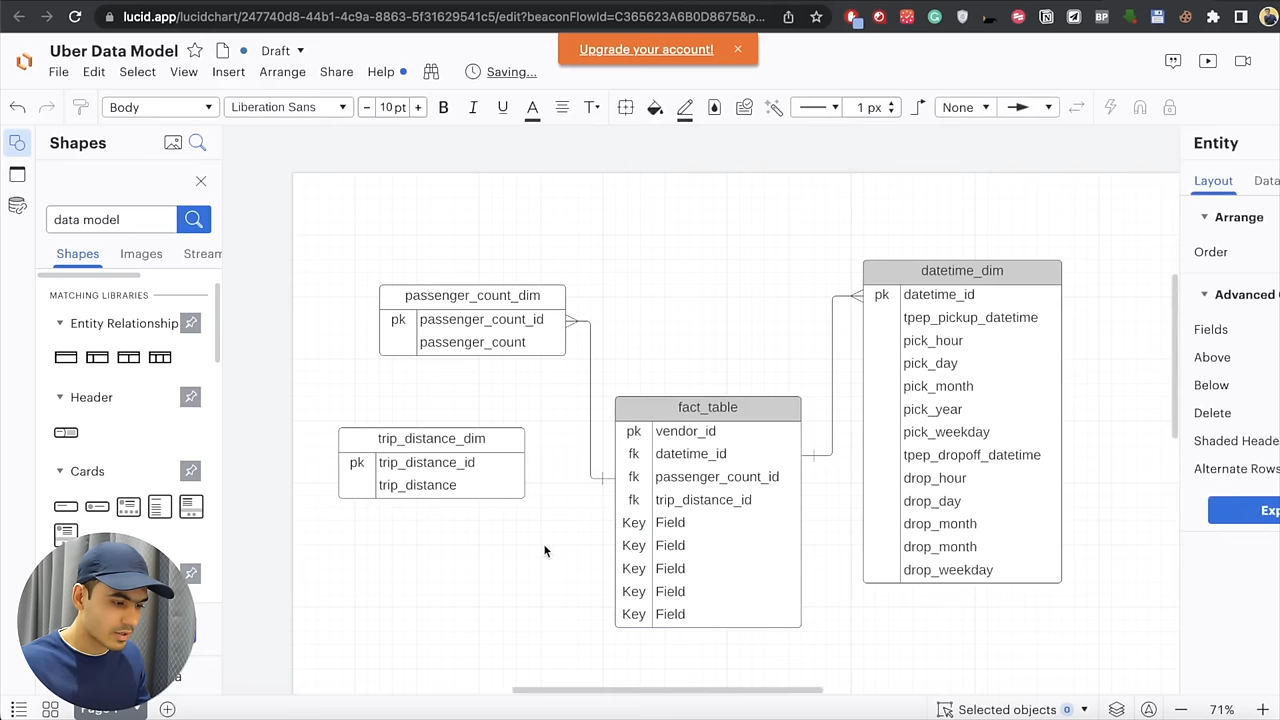 lucid.app/lucidchart/247740d8-44b1-4c9a-8863-5f31629541c5/edit?beaconFlowId=C365623A6B0D8675&p...
Uber Data Model
Draft
Upgrade your account!
File Edit Select View Insert Arrange Share Help
Saving...
Body
Liberation Sans
10 pt
B I U A T
1 px
None
BP
Shapes
data model
Shapes Images Stream
MATCHING LIBRARIES
Entity Relationship
Header
Cards
passenger_count_dim
pk passenger_count_id
passenger_count
trip_distance_dim
pk trip_distance_id
trip_distance
fact_table
pk vendor_id
fk datetime_id
fk passenger_count_id
fk trip_distance_id
Key Field
Key Field
Key Field
Key Field
Key Field
datetime_dim
pk datetime_id
tpep_pickup_datetime
pick_hour
pick_day
pick_month
pick_year
pick_weekday
tpep_dropoff_datetime
drop_hour
drop_day
drop_month
drop_month
drop_weekday
Entity
Layout Data
Arrange
Order
Advanced
Fields
Above
Below
Delete
Shaded Heade
Alternate Rows
Exp
Selected objects 0
71%